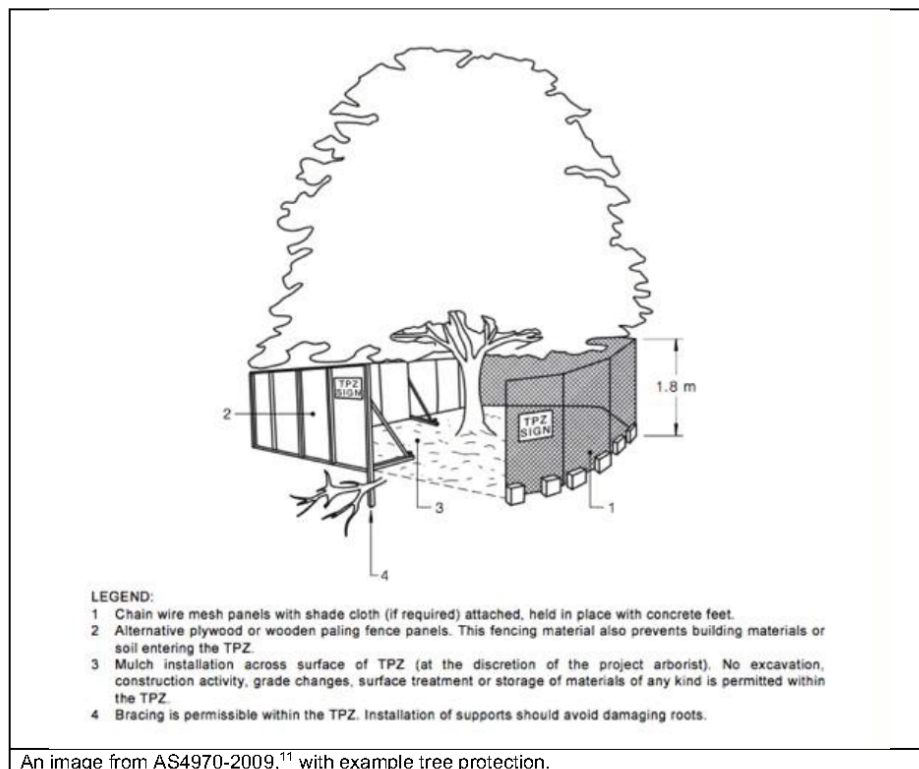 TPZ
SIGN
1.8 m
2
TPZ
SIGN
3
1
4
LEGEND:
1 Chain wire mesh panels with shade cloth (if required) attached, held in place with concrete feet.
2 Alternative plywood or wooden paling fence panels. This fencing material also prevents building materials or
soil entering the TPZ.
3 Mulch installation across surface of TPZ (at the discretion of the project arborist). No excavation,
construction activity, grade changes, surface treatment or storage of materials of any kind is permitted within
the TPZ.
4 Bracing is permissible within the TPZ. Installation of supports should avoid damaging roots.
An image from AS4970-2009,¹¹ with example tree protection.